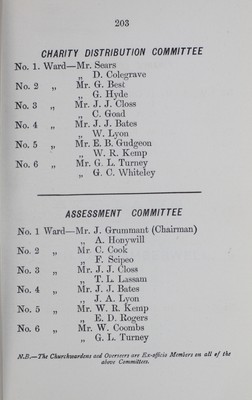 203
CHARITY DISTRIBUTION COMMITTEE
No. 1. Ward—Mr. Sears
„ D. Colegrave
No. 2 „ Mr. G. Best
„ G. Hyde
No. 3 „ Mr. J. J. Closs
„ C. Goad
No. 4 „ Mr. J. J. Bates
„ W. Lyon
No. 5 „ Mr. E. B. Gudgeon
„ W. R. Kemp
No. 6 „ Mr. G. L. Turney
„ G. C. Whiteley
ASSESSMENT COMMITTEE
No. 1 Ward—Mr. J. Grummant (Chairman)
„ A. Honywill
No. 2 „ Mr C. Cook
„ F. Scipeo
No. 3 „ Mr. J. J. Closs
„ T. L. Lassam
No. 4 „ Mr. J. J. Bates
„ J. A. Lyon
No. 5 „ Mr. W. R. Kemp
„ E. D. Rogers
No. 6 „ Mr. W. Coombs
„ G. L. Turney
N.B.—The Churchwardens and Overseers are Ex-officio Members on all of the
above Committees.